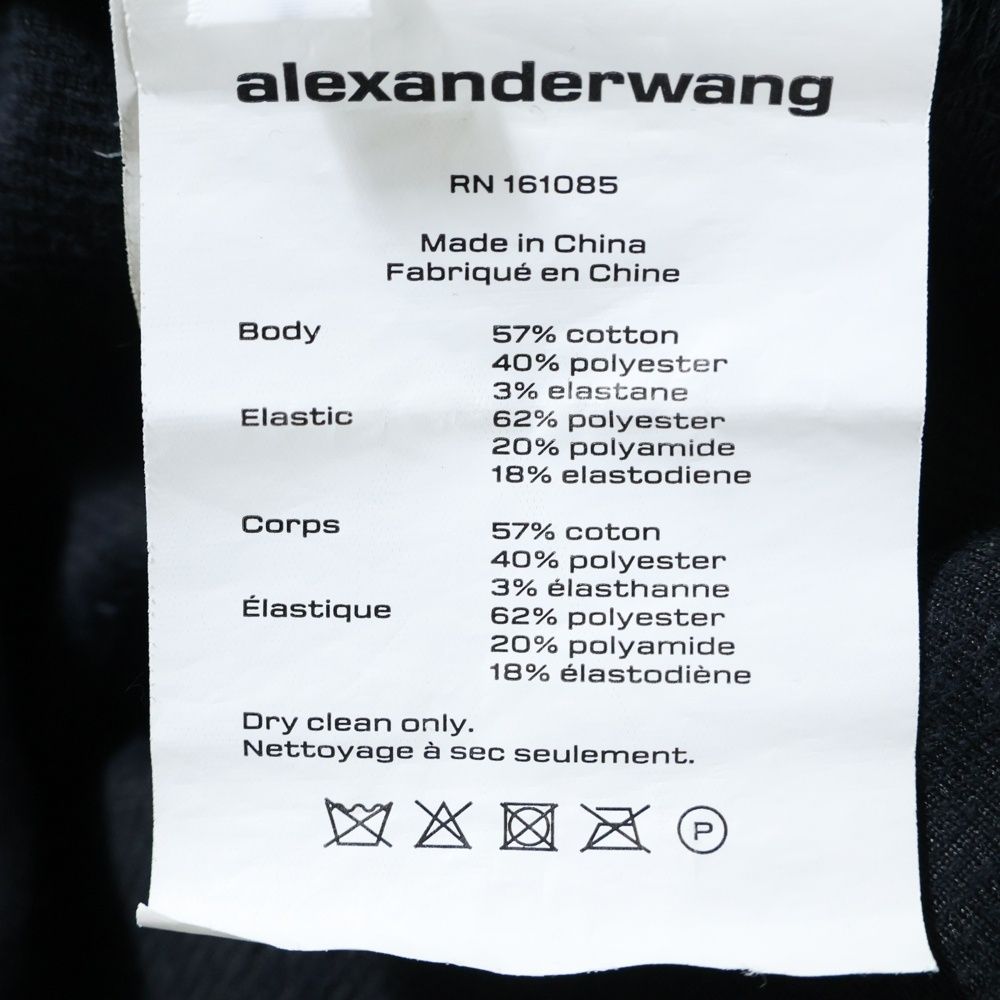 alexanderwang
RN 161085
Made in China
Fabriqué en Chine
Body 57% cotton
40% polyester
3% elastane
Elastic 62% polyester
20% polyamide
18% elastodiene
Corps 57% coton
40% polyester
3% élasthanne
Élastique 62% polyester
20% polyamide
18% élastodiène
Dry clean only.
Nettoyage à sec seulement.
P